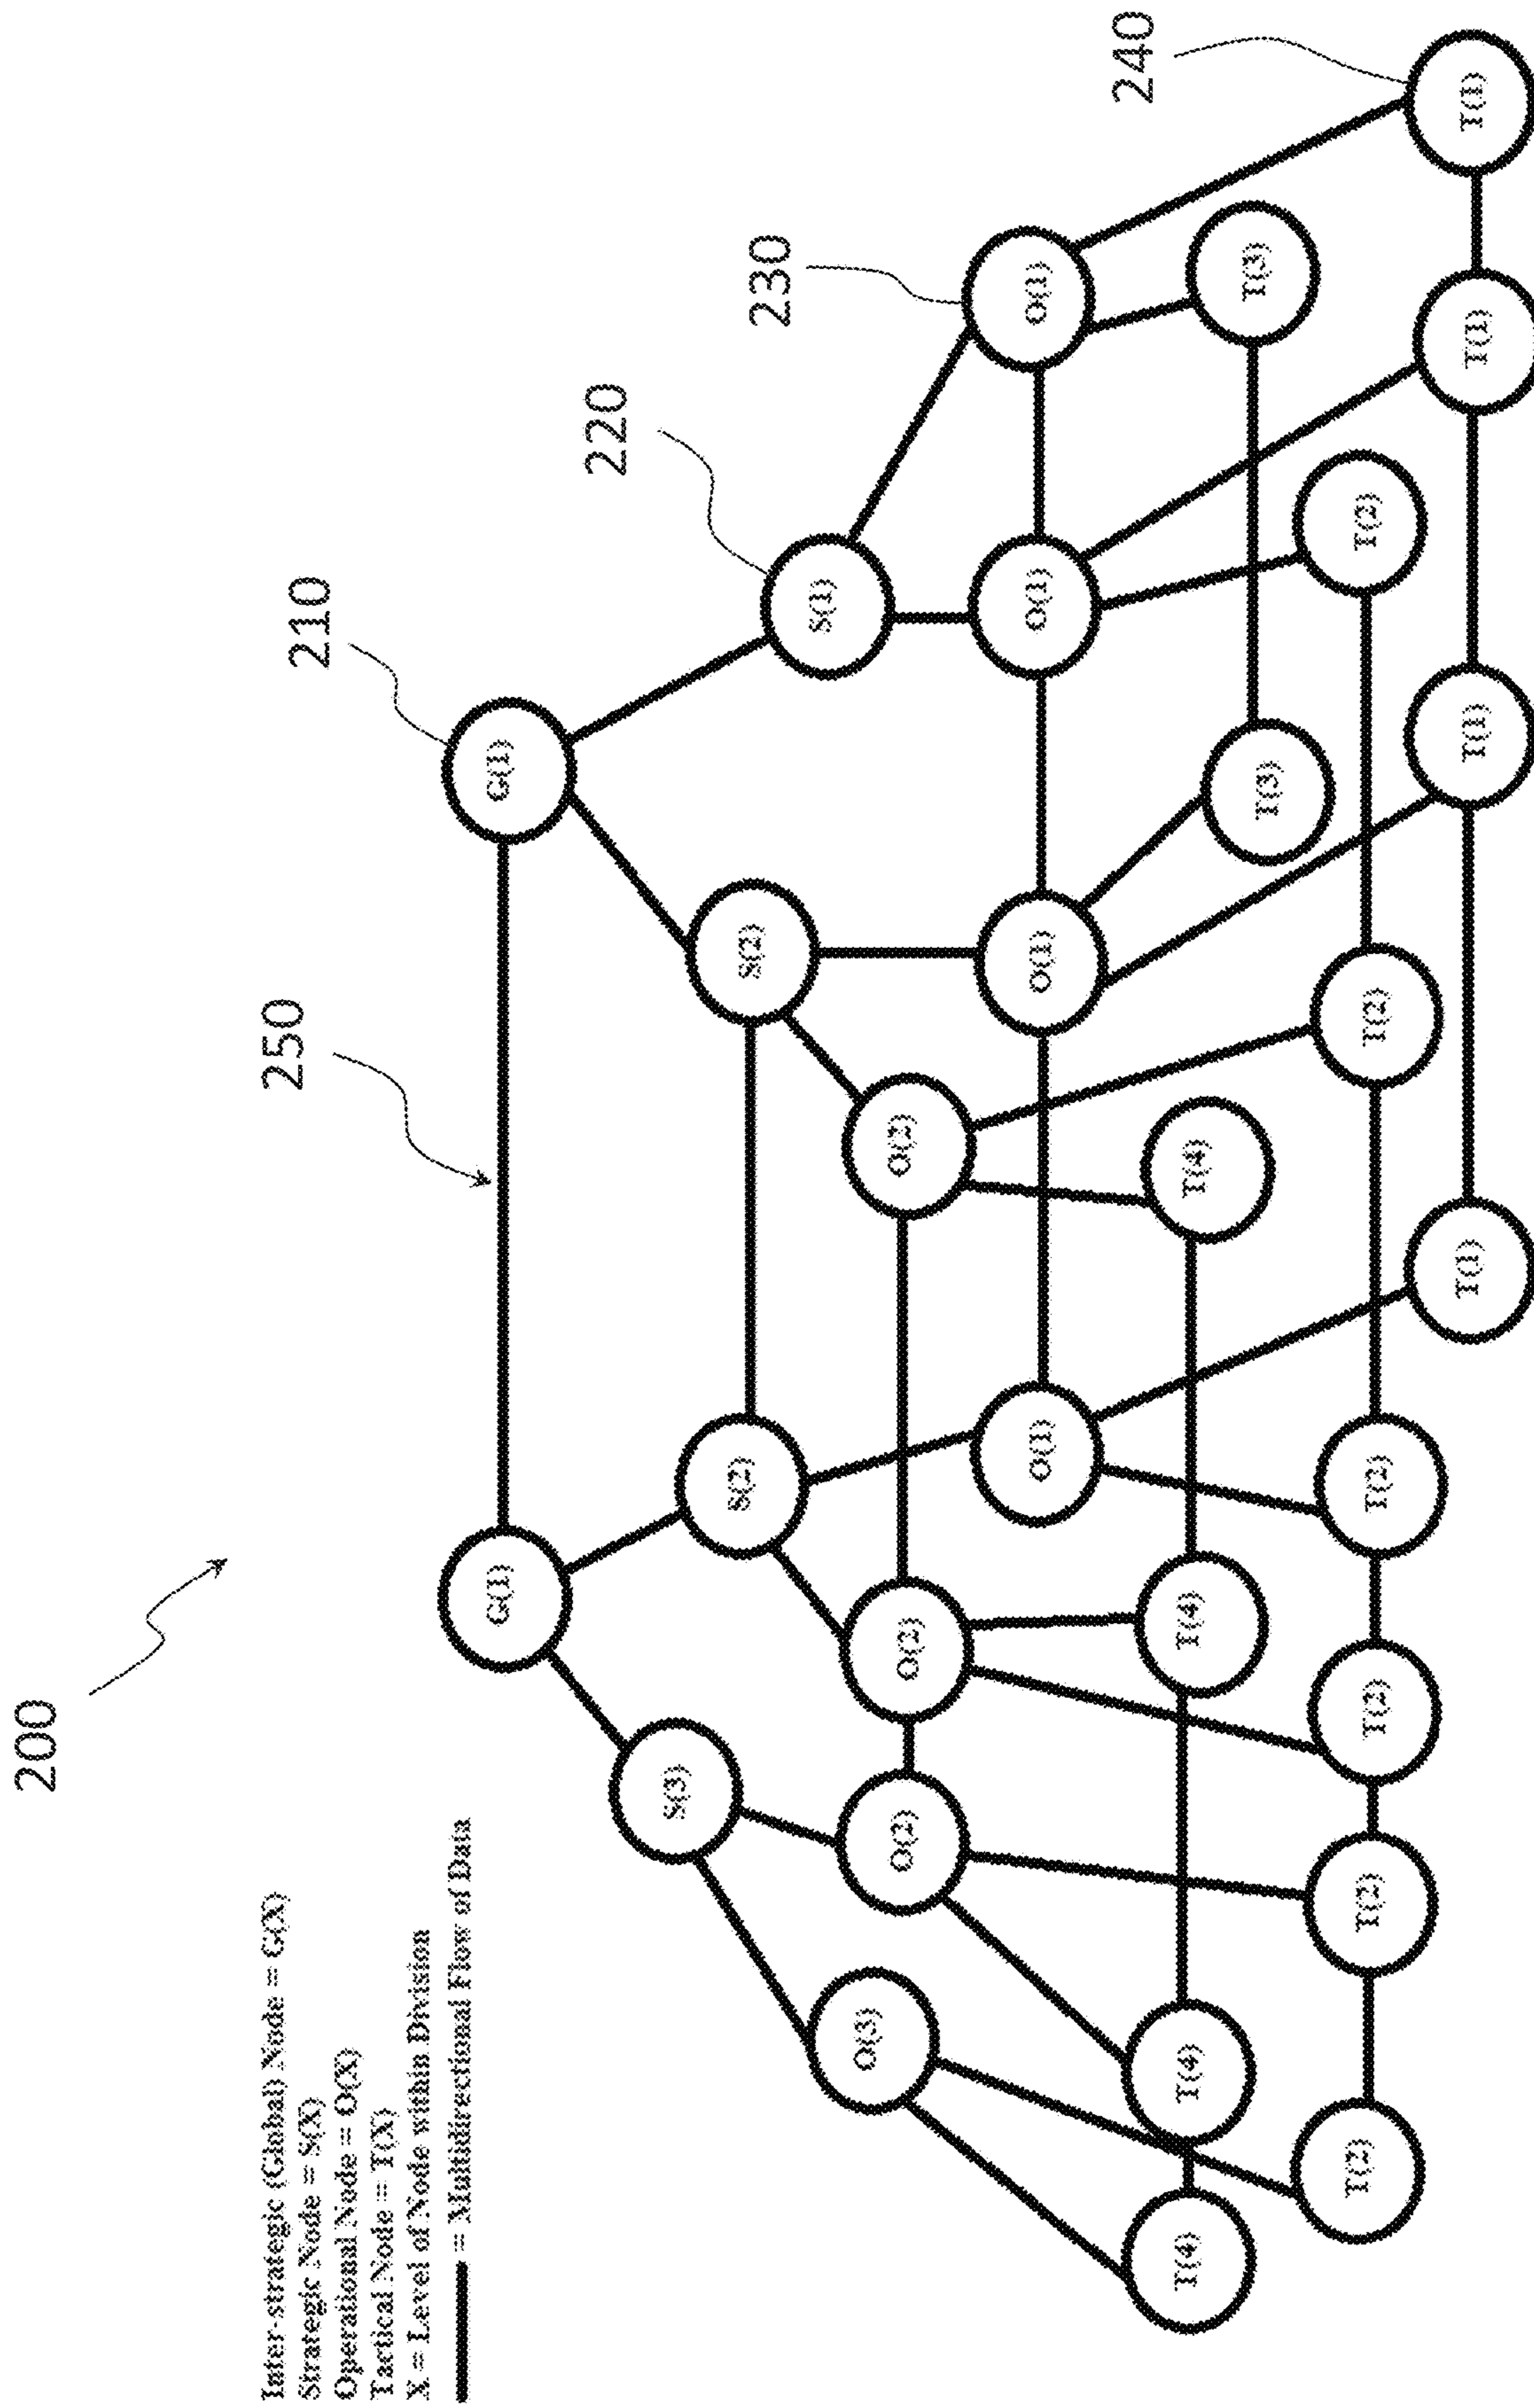 200
Inter-strategic (Global) Node = G(X)
Strategic Node = S(X)
Operational Node = O(X)
Tactical Node = T(X)
X = Level of Node within Division
= Multidirectional Flow of Data
250
210
G(1) G(1)
220
S(3)
S(2) S(2)
230
S(1)
O(3) O(2) O(2) O(2)
O(1) O(1) O(1) O(1)
240
T(4) T(4) T(4) T(4)
T(3) T(3)
T(2) T(2) T(2) T(2) T(2) T(2)
T(1) T(1) T(1) T(1)